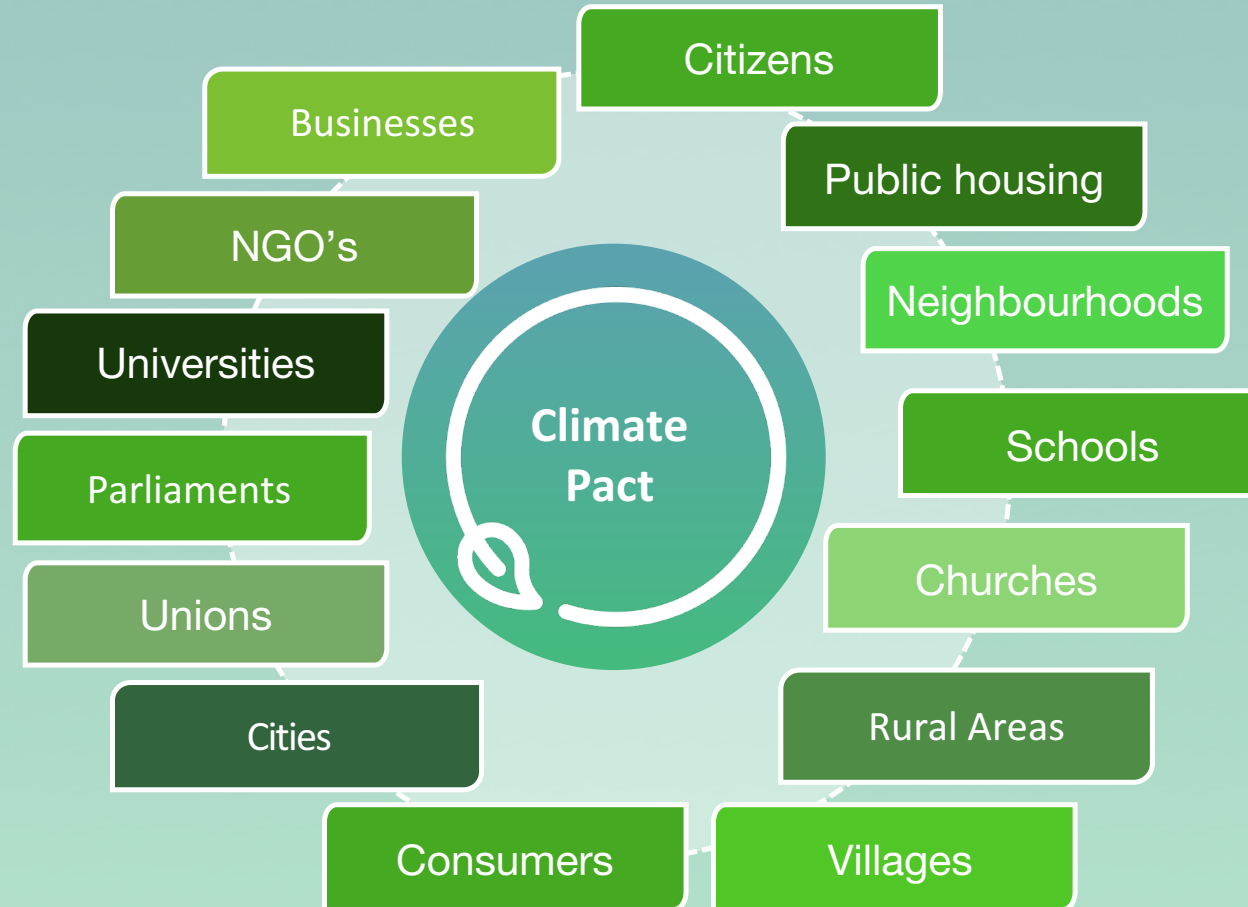 Citizens
Businesses
Public housing
NGO’s
Neighbourhoods
Universities
Climate
Pact
Schools
Parliaments
Churches
Unions
Rural Areas
Cities
Consumers
Villages